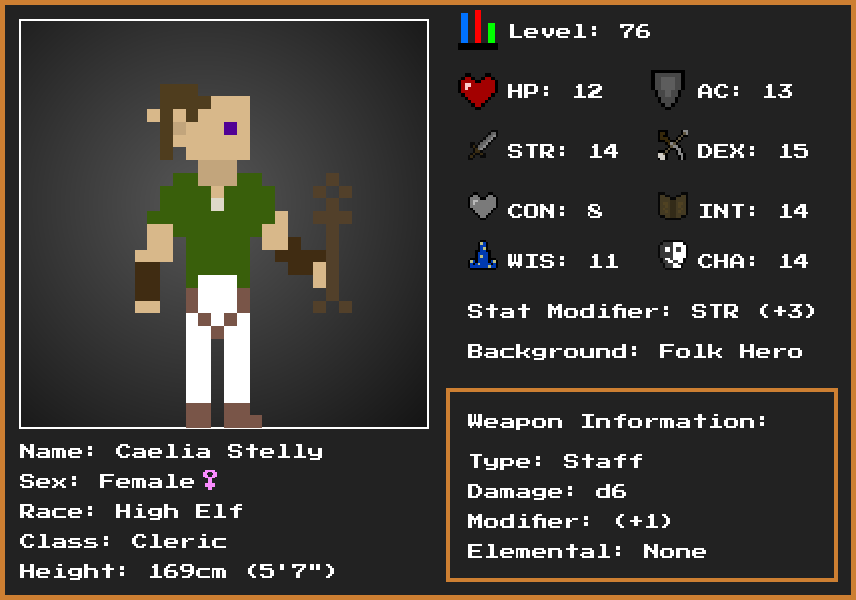 Level: 76
HP: 12
AC: 13
STR: 14
DEX: 15
CON: 8
INT: 14
WIS: 11
CHA: 14
Stat Modifier: STR (+3)
Background: Folk Hero
Weapon Information:
Type: Staff
Damage: d6
Modifier: (+1)
Elemental: None
Name: Caelia Stelly
Sex: Female♀
Race: High Elf
Class: Cleric
Height: 169cm (5'7")